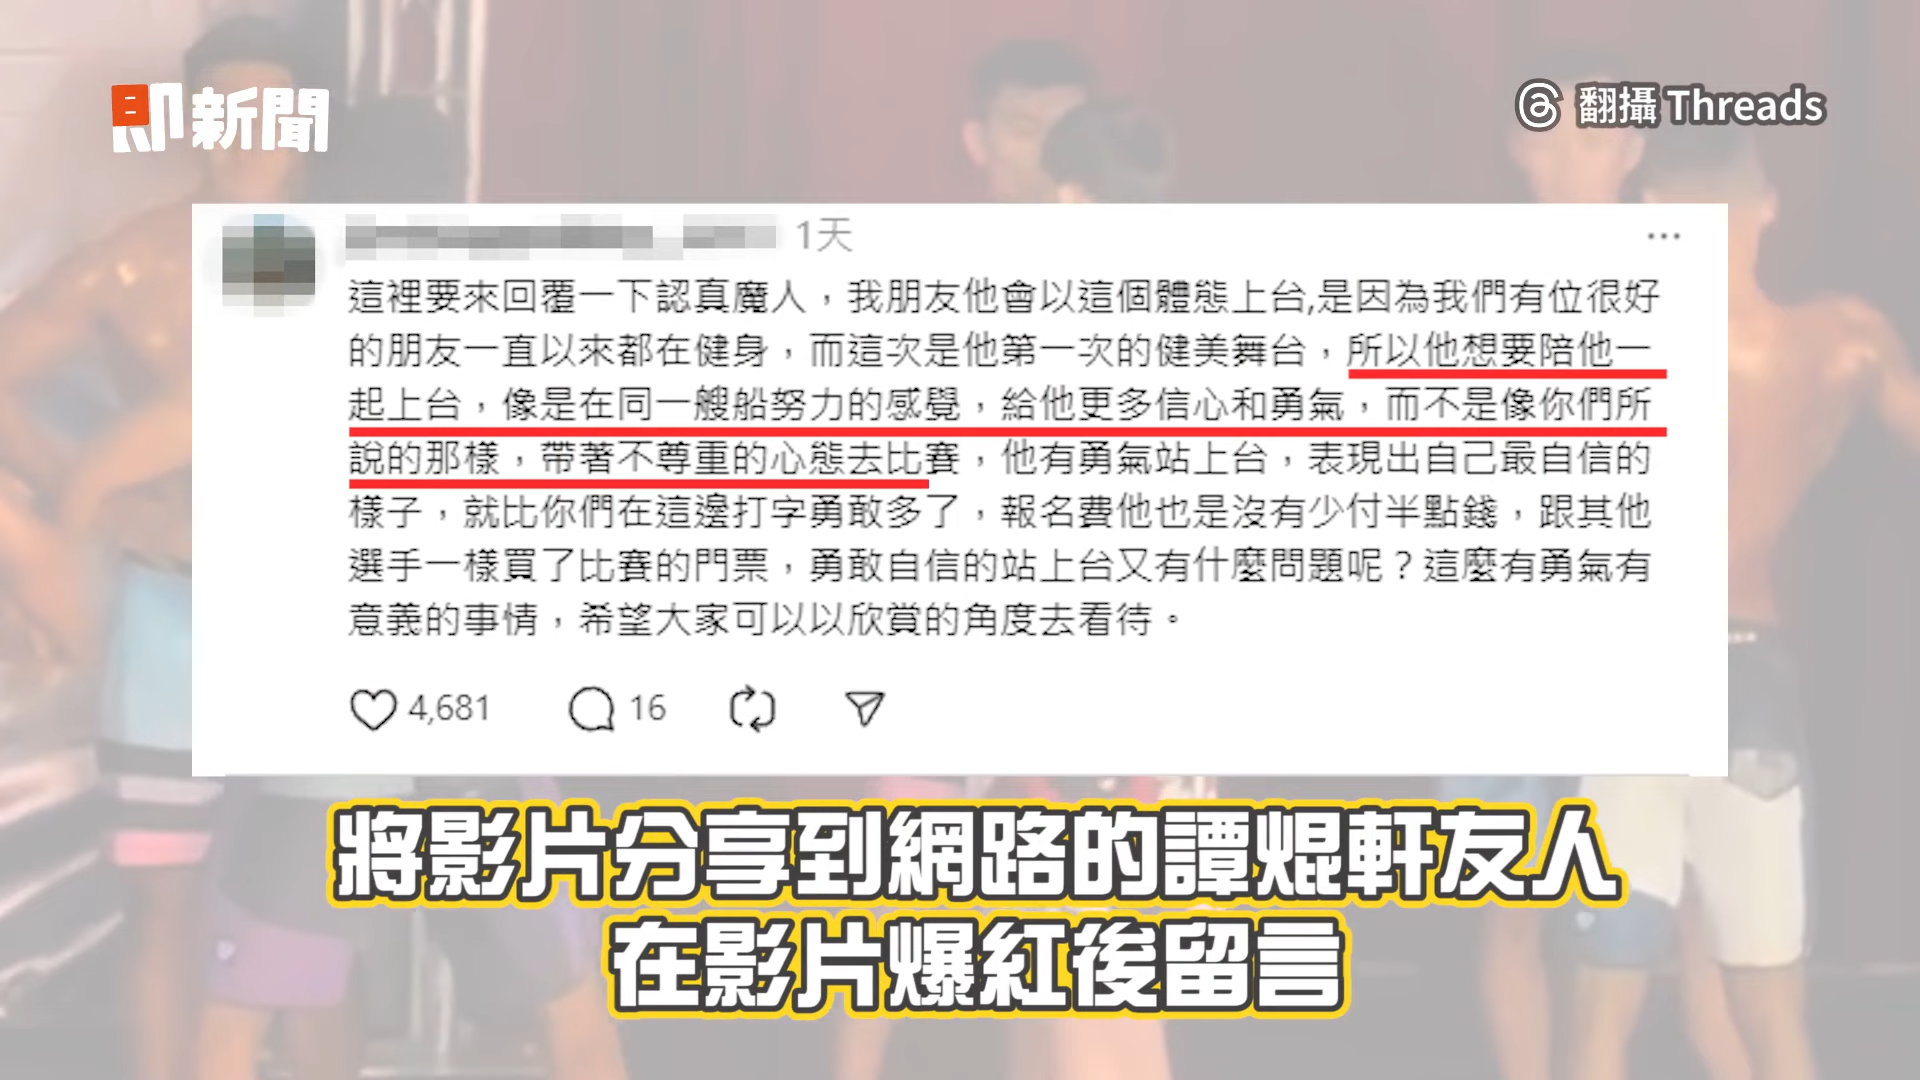 即新聞
翻攝 Threads
1天
這裡要來回覆一下認真魔人，我朋友他會以這個體態上台,是因為我們有位很好
的朋友一直以來都在健身，而這次是他第一次的健美舞台，所以他想要陪他一
起上台，像是在同一艘船努力的感覺，給他更多信心和勇氣，而不是像你們所
說的那樣，帶著不尊重的心態去比賽，他有勇氣站上台，表現出自己最自信的
樣子，就比你們在這邊打字勇敢多了，報名費他也是沒有少付半點錢，跟其他
選手一樣買了比賽的門票，勇敢自信的站上台又有什麼問題呢？這麼有勇氣有
意義的事情，希望大家可以以欣賞的角度去看待。
4,681 16
將影片分享到網路的譚焜軒友人
在影片爆紅後留言